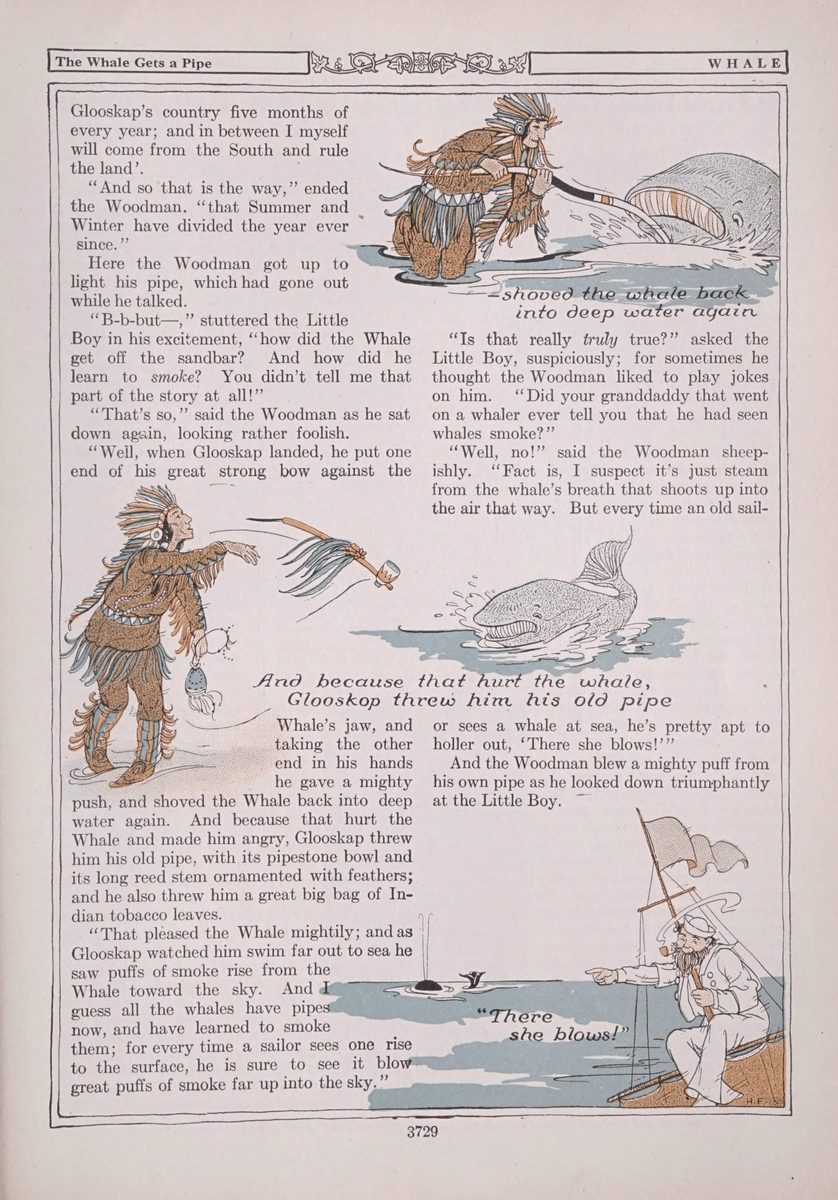 The Whale Gets a Pipe
WHALE
Glooskap's country five months of
every year; and in between I myself
will come from the South and rule
the land'.
"And so that is the way," ended
the Woodman. "that Summer and
Winter have divided the year ever
since."
Here the Woodman got up to
light his pipe, which had gone out
while he talked.
"B-b-but—," stuttered the Little
Boy in his excitement, "how did the Whale
get off the sandbar? And how did he
learn to smoke? You didn't tell me that
part of the story at all!"
"That's so," said the Woodman as he sat
down again, looking rather foolish.
"Well, when Glooskap landed, he put one
end of his great strong bow against the
—shoved the whale back
into deep water again
"Is that really truly true?" asked the
Little Boy, suspiciously; for sometimes he
thought the Woodman liked to play jokes
on him. "Did your granddaddy that went
on a whaler ever tell you that he had seen
whales smoke?"
"Well, no!" said the Woodman sheep-
ishly. "Fact is, I suspect it's just steam
from the whale's breath that shoots up into
the air that way. But every time an old sail-
And because that hurt the whale,
Glooskop threw him his old pipe
Whale's jaw, and
taking the other
end in his hands
he gave a mighty
push, and shoved the Whale back into deep
water again. And because that hurt the
Whale and made him angry, Glooskap threw
him his old pipe, with its pipestone bowl and
its long reed stem ornamented with feathers;
and he also threw him a great big bag of In-
dian tobacco leaves.
"That pleased the Whale mightily; and as
Glooskap watched him swim far out to sea he
saw puffs of smoke rise from the
Whale toward the sky. And I
guess all the whales have pipes
now, and have learned to smoke
them; for every time a sailor sees one rise
to the surface, he is sure to see it blow
great puffs of smoke far up into the sky."
or sees a whale at sea, he's pretty apt to
holler out, 'There she blows!'"
And the Woodman blew a mighty puff from
his own pipe as he looked down triumphantly
at the Little Boy.
"There
she blows!"
H.F.
3729